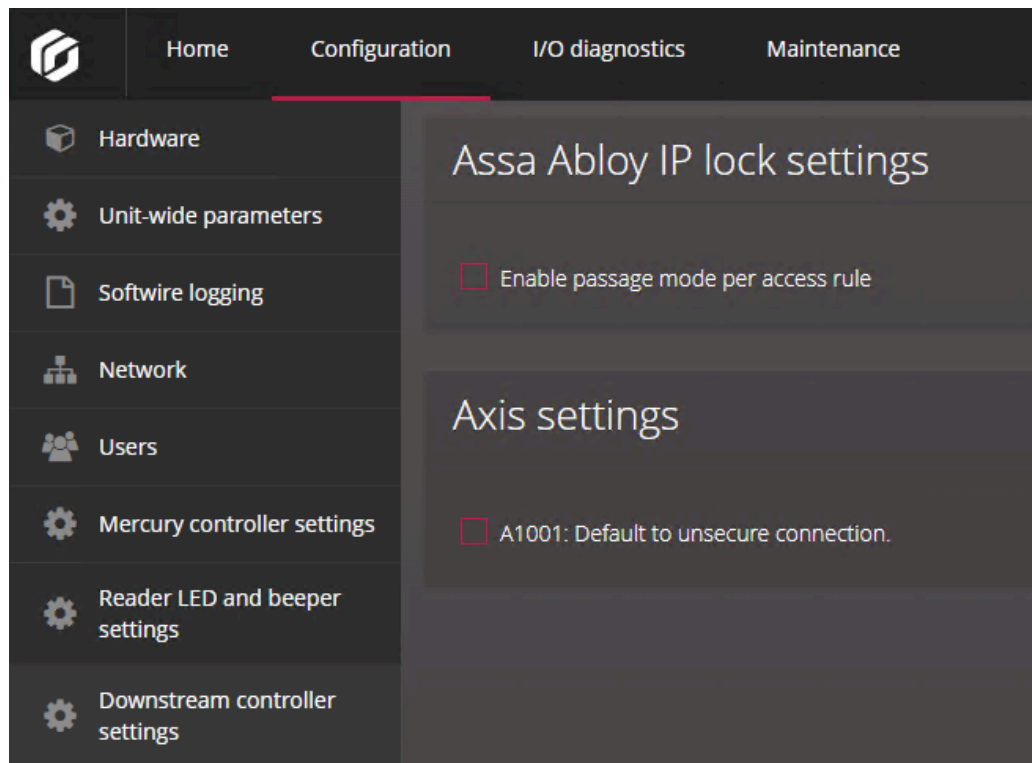 Home Configuration I/O diagnostics Maintenance
Hardware
Unit-wide parameters
Softwire logging
Network
Users
Mercury controller settings
Reader LED and beeper
settings
Downstream controller
settings
Assa Abloy IP lock settings
Enable passage mode per access rule
Axis settings
A1001: Default to unsecure connection.